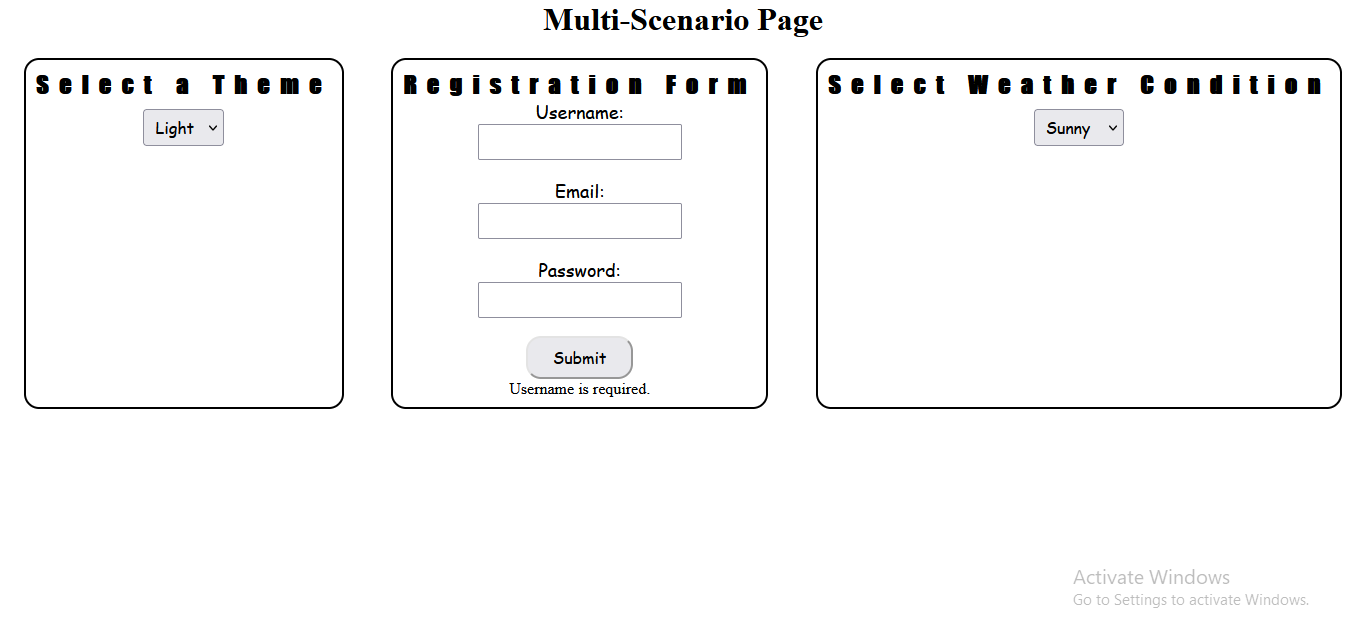 Multi-Scenario Page
Select a Theme
Light
Registration Form
Username:
Email:
Password:
Submit
Username is required.
Select Weather Condition
Sunny
Activate Windows
Go to Settings to activate Windows.